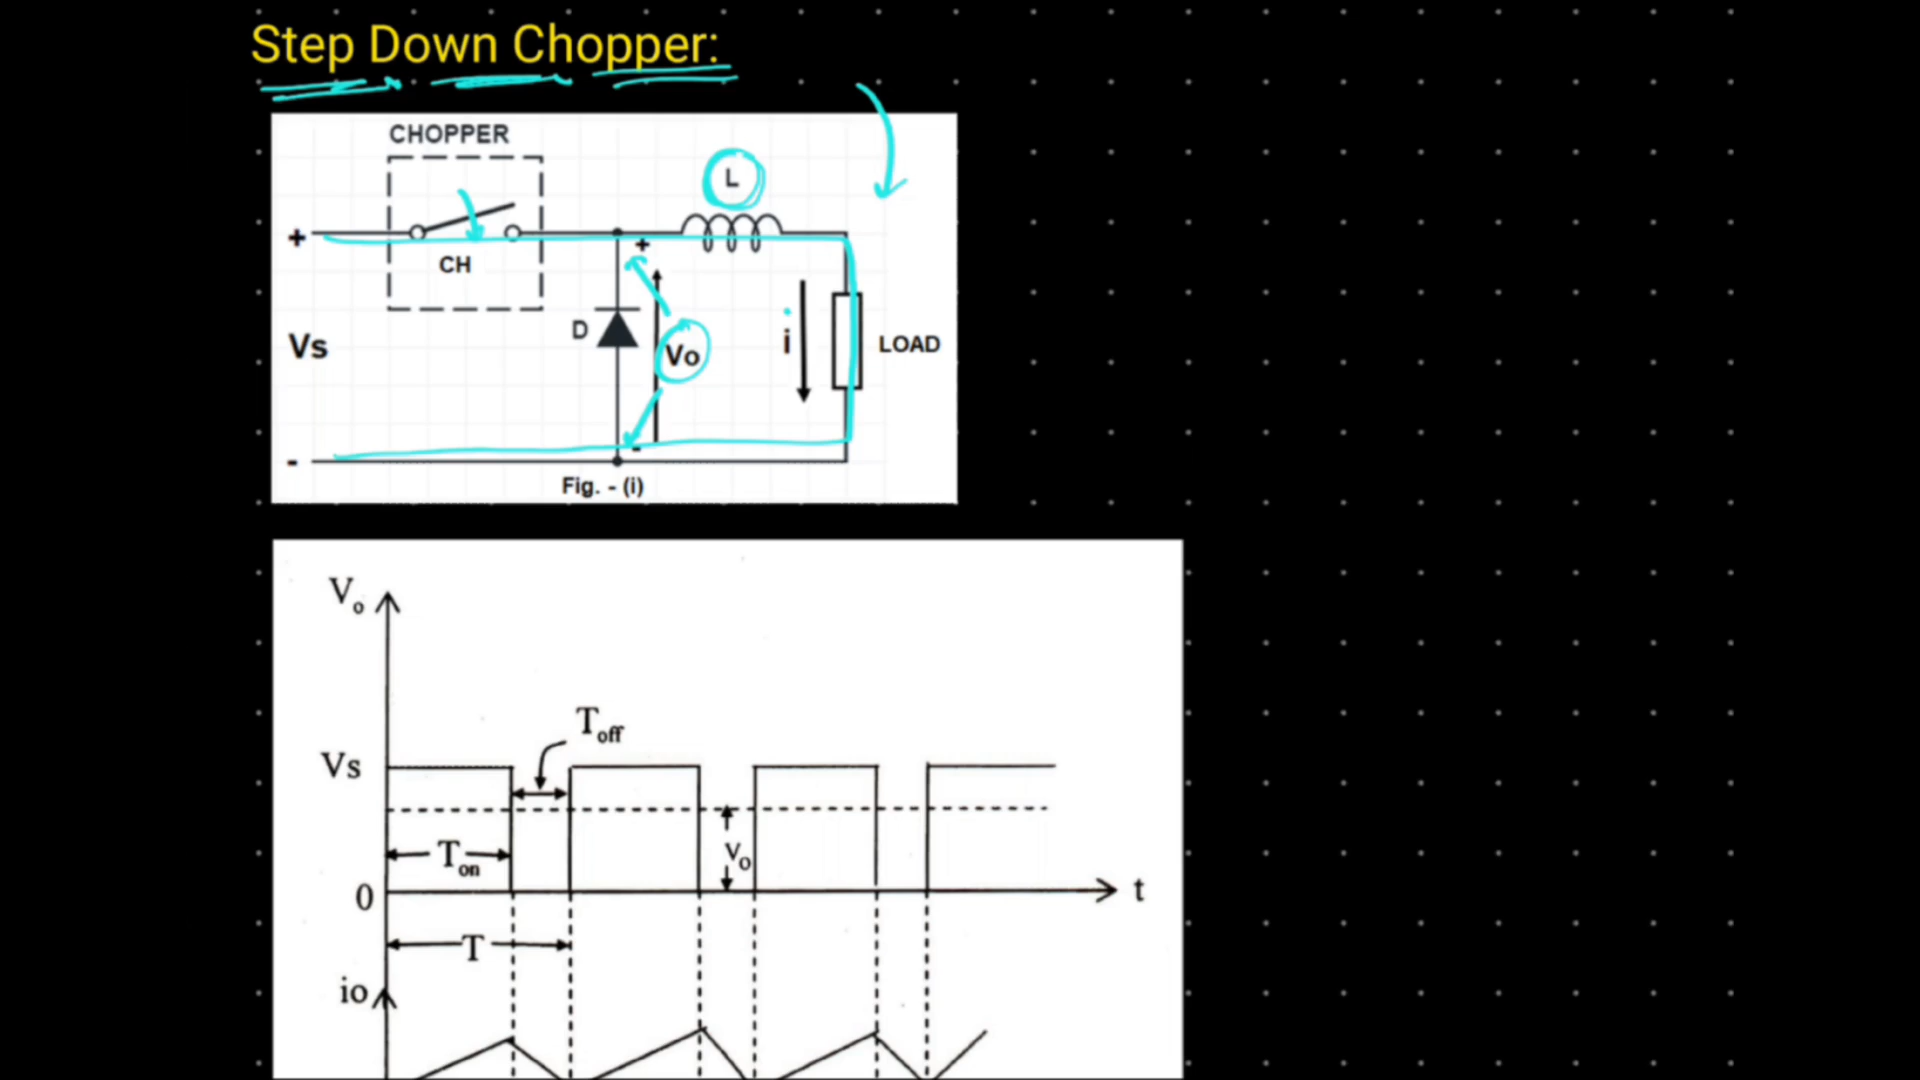 Step Down Chopper:
CHOPPER
L
+
+
CH
D
Vo
i
LOAD
Vs
-
-
Fig. - (i)
Vo
Toff
Vs
Ton
Vo
0
t
T
io